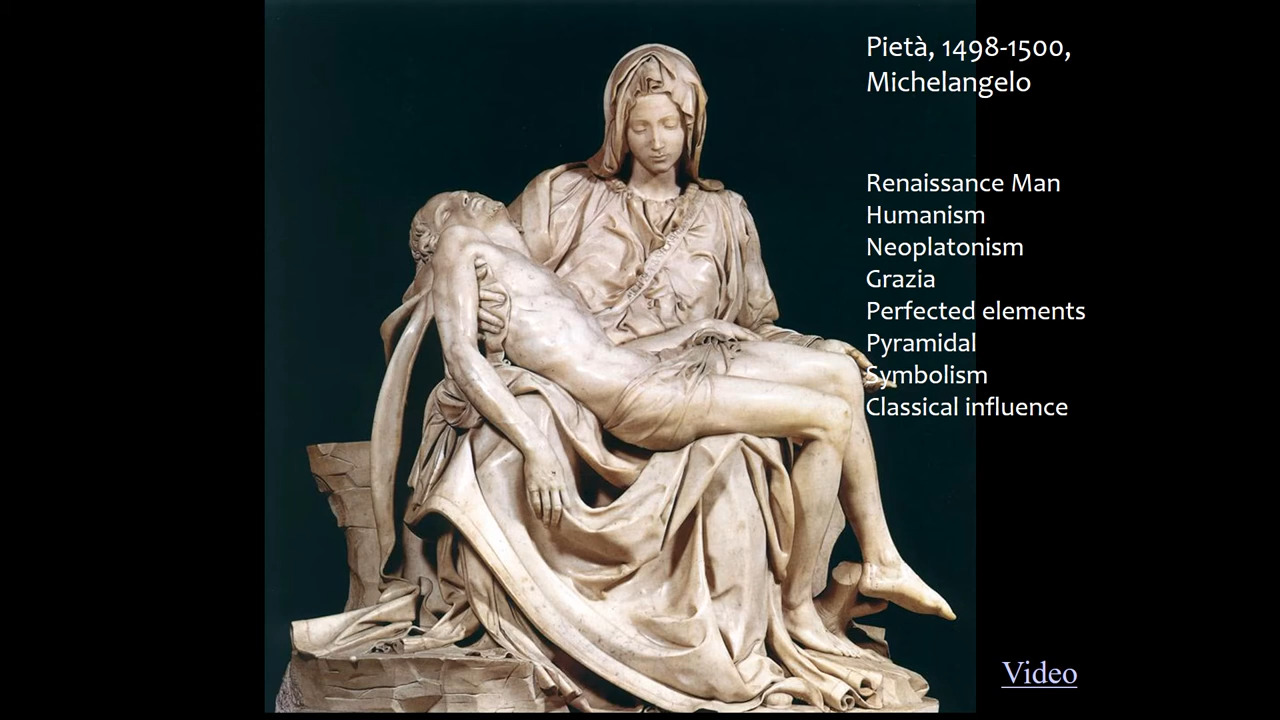 Pietà, 1498-1500,
Michelangelo
Renaissance Man
Humanism
Neoplatonism
Grazia
Perfected elements
Pyramidal
Symbolism
Classical influence
Video